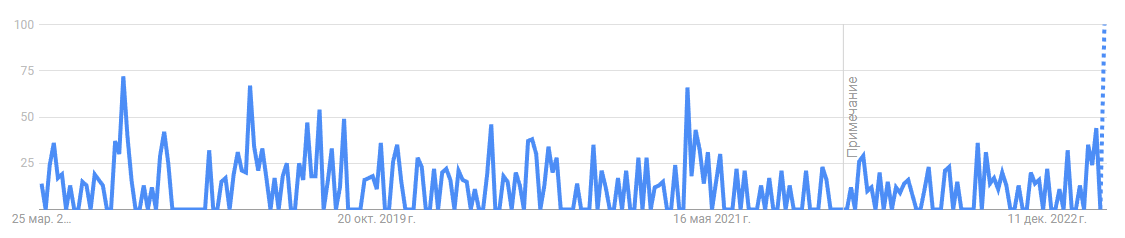 100
75
50
25
Примечание
25 мар. 2...
20 окт. 2019 г.
16 мая 2021 г.
11 дек. 2022 г.